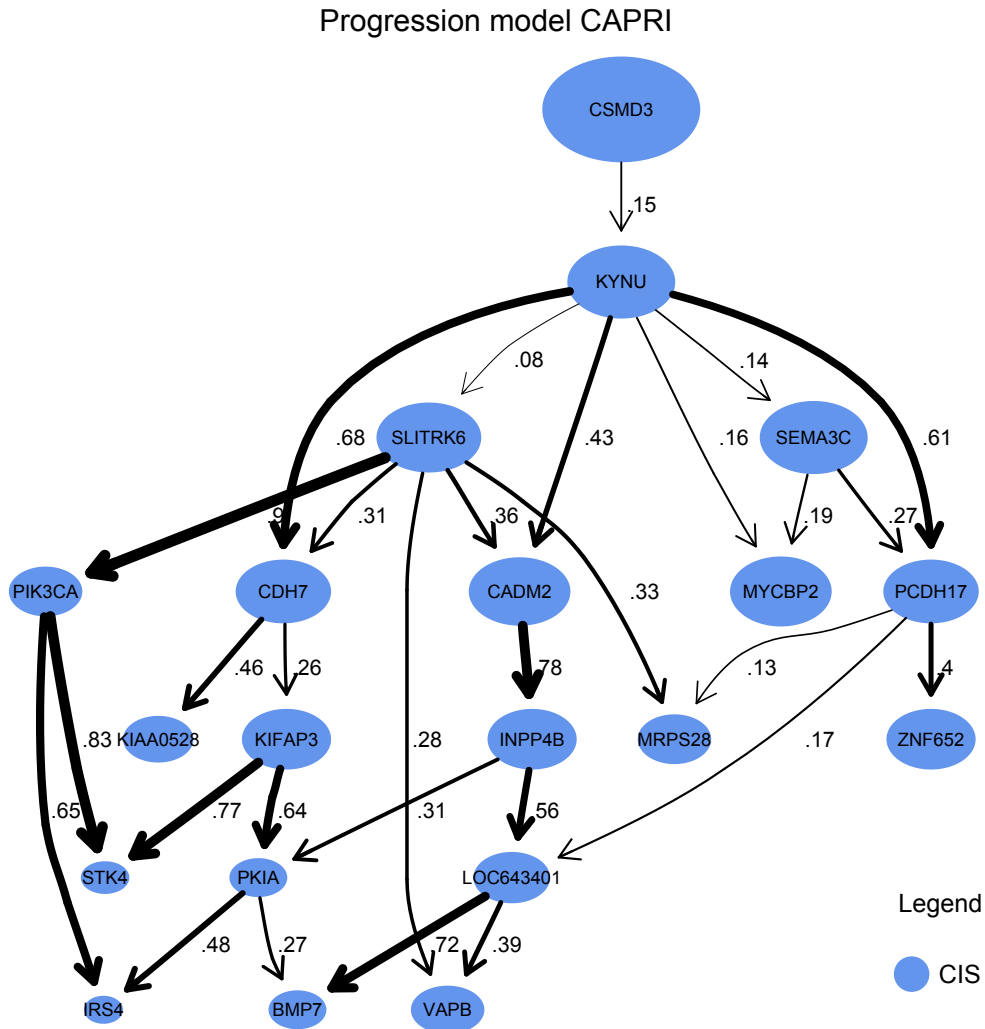 Progression model CAPRI
CSMD3
.15
KYNU
.08
.14
.68
SLITRK6
.43
.16
SEMA3C
.61
.9
.31
.36
.19
.27
PIK3CA
CDH7
CADM2
.33
MYCBP2
PCDH17
.46
.26
.78
.13
.4
KIAA0528
KIFAP3
INPP4B
MRPS28
ZNF652
.83
.28
.17
.65
.77
.64
.31
.56
STK4
PKIA
LOC643401
Legend
.48
.27
.72
.39
CIS
IRS4
BMP7
VAPB